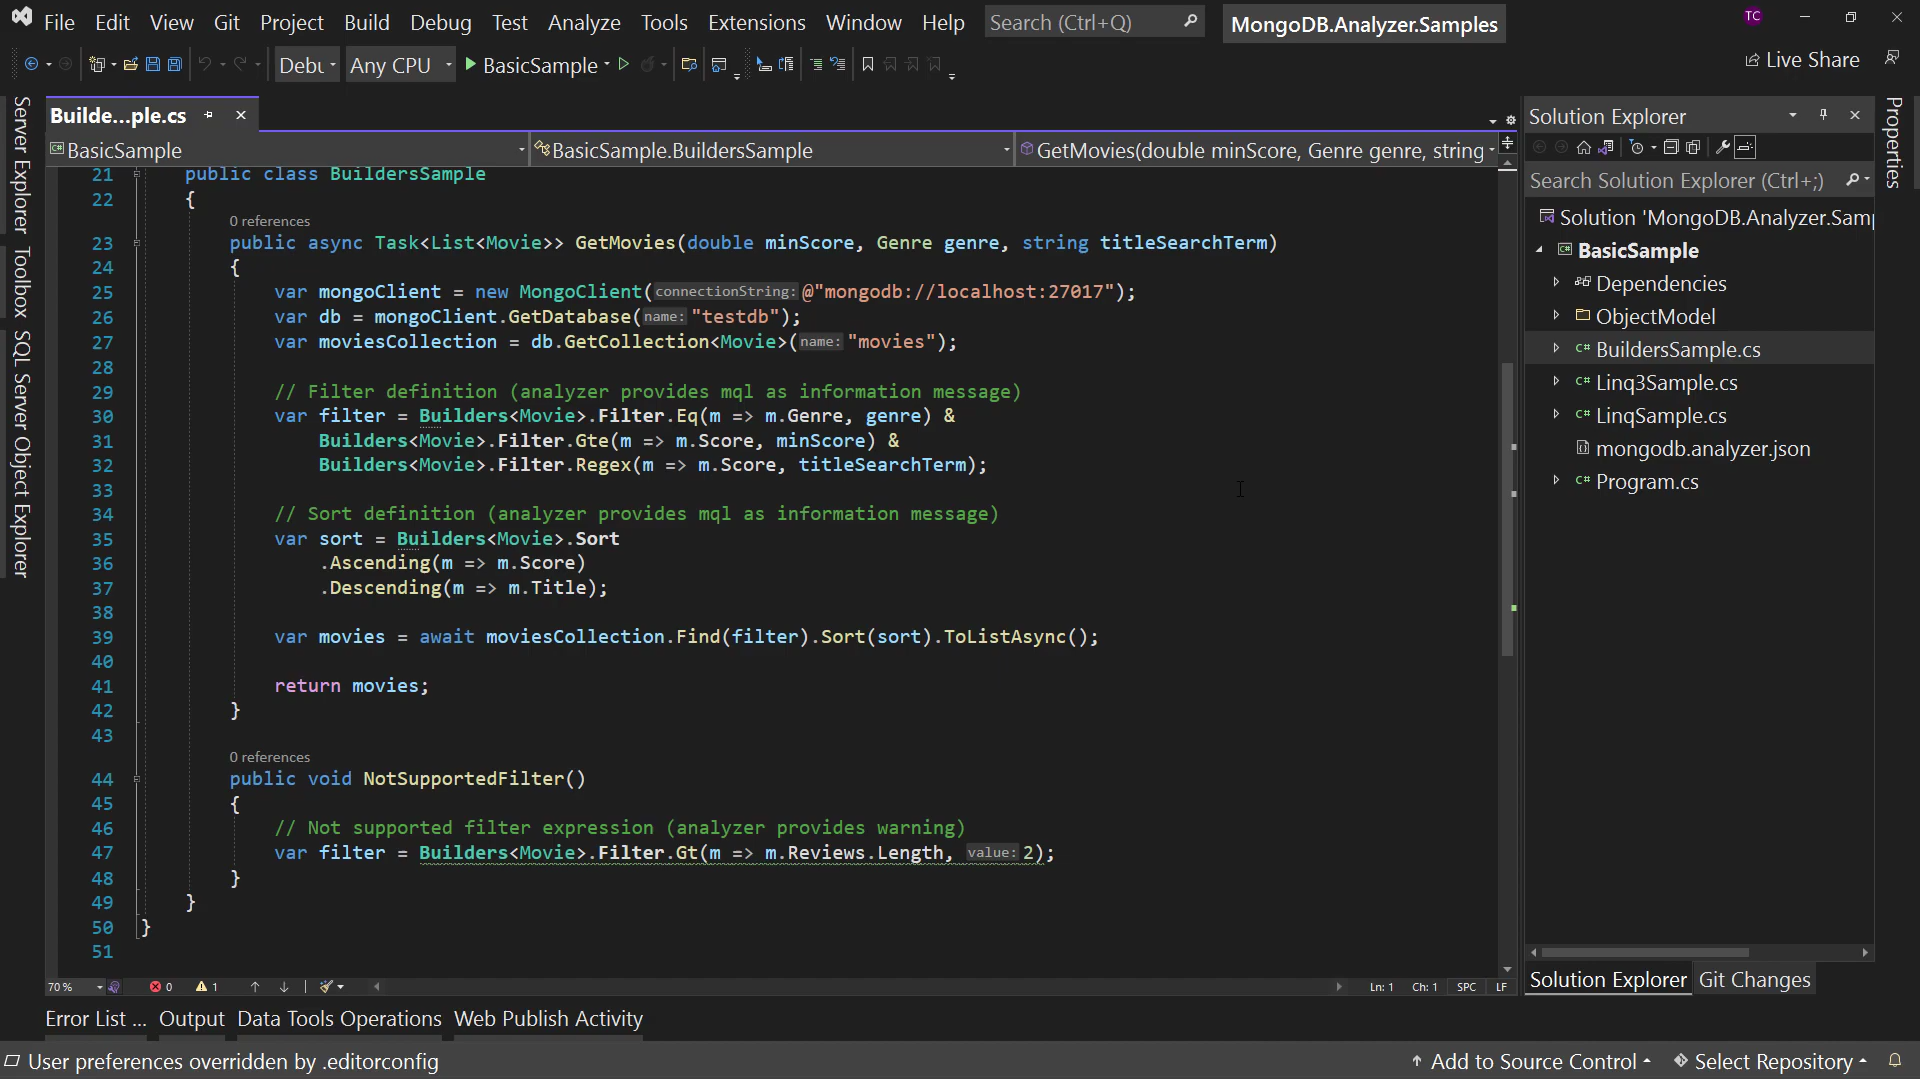 File Edit View Git Project Build Debug Test Analyze Tools Extensions Window Help Search (Ctrl+Q) MongoDB.Analyzer.Samples TC
Debu Any CPU BasicSample Live Share
Server Explorer
Toolbox
SQL Server Object Explorer
Builde...ple.cs
BasicSample BasicSample.BuildersSample GetMovies(double minScore, Genre genre, string
21 public class BuildersSample
22 {
0 references
23 public async Task<List<Movie>> GetMovies(double minScore, Genre genre, string titleSearchTerm)
24 {
25 var mongoClient = new MongoClient(connectionString: @"mongodb://localhost:27017");
26 var db = mongoClient.GetDatabase(name: "testdb");
27 var moviesCollection = db.GetCollection<Movie>(name: "movies");
28
29 // Filter definition (analyzer provides mql as information message)
30 var filter = Builders<Movie>.Filter.Eq(m => m.Genre, genre) &
31 Builders<Movie>.Filter.Gte(m => m.Score, minScore) &
32 Builders<Movie>.Filter.Regex(m => m.Score, titleSearchTerm);
33
34 // Sort definition (analyzer provides mql as information message)
35 var sort = Builders<Movie>.Sort
36 .Ascending(m => m.Score)
37 .Descending(m => m.Title);
38
39 var movies = await moviesCollection.Find(filter).Sort(sort).ToListAsync();
40
41 return movies;
42 }
43
0 references
44 public void NotSupportedFilter()
45 {
46 // Not supported filter expression (analyzer provides warning)
47 var filter = Builders<Movie>.Filter.Gt(m => m.Reviews.Length, value: 2);
48 }
49 }
50 }
51
70 % 0 1 Ln: 1 Ch: 1 SPC LF
Solution Explorer
Search Solution Explorer (Ctrl+;)
Solution 'MongoDB.Analyzer.Samp
BasicSample
Dependencies
ObjectModel
C# BuildersSample.cs
C# Linq3Sample.cs
C# LinqSample.cs
mongodb.analyzer.json
C# Program.cs
Solution Explorer Git Changes
Properties
Error List ... Output Data Tools Operations Web Publish Activity
User preferences overridden by .editorconfig Add to Source Control Select Repository